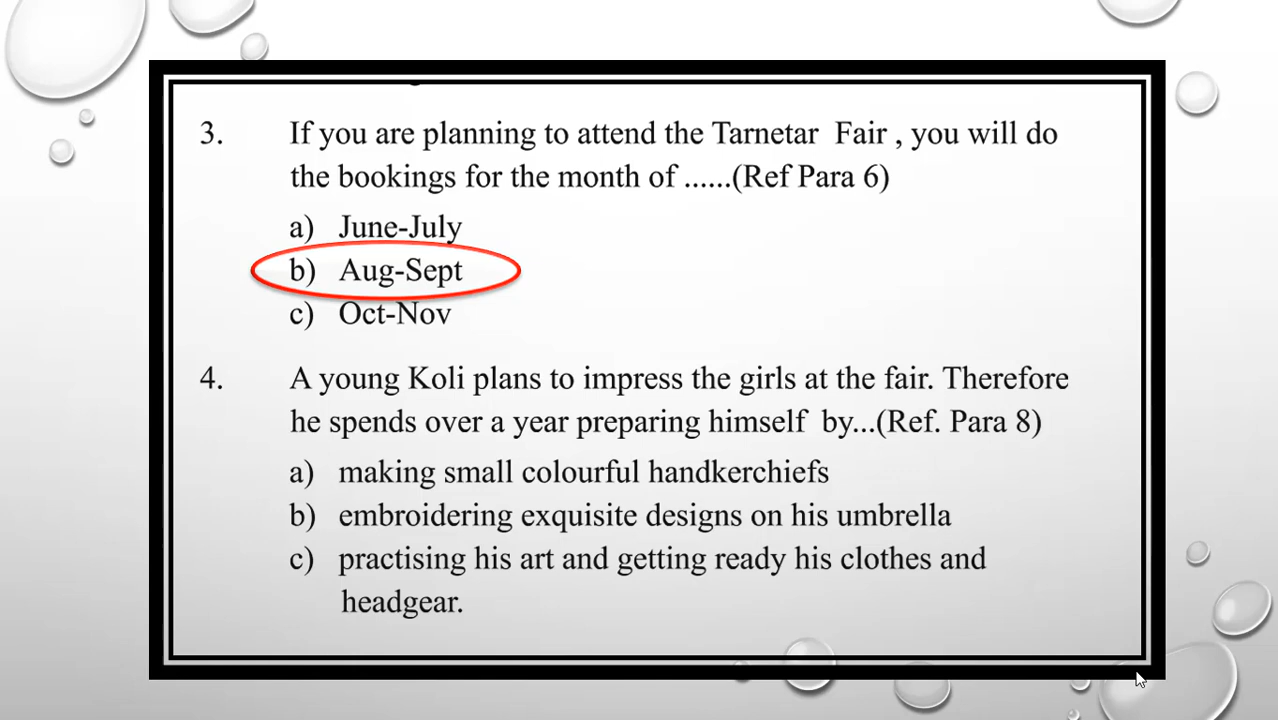 3. If you are planning to attend the Tarnetar Fair , you will do
the bookings for the month of ......(Ref Para 6)
a) June-July
b) Aug-Sept
c) Oct-Nov
4. A young Koli plans to impress the girls at the fair. Therefore
he spends over a year preparing himself by...(Ref. Para 8)
a) making small colourful handkerchiefs
b) embroidering exquisite designs on his umbrella
c) practising his art and getting ready his clothes and
headgear.